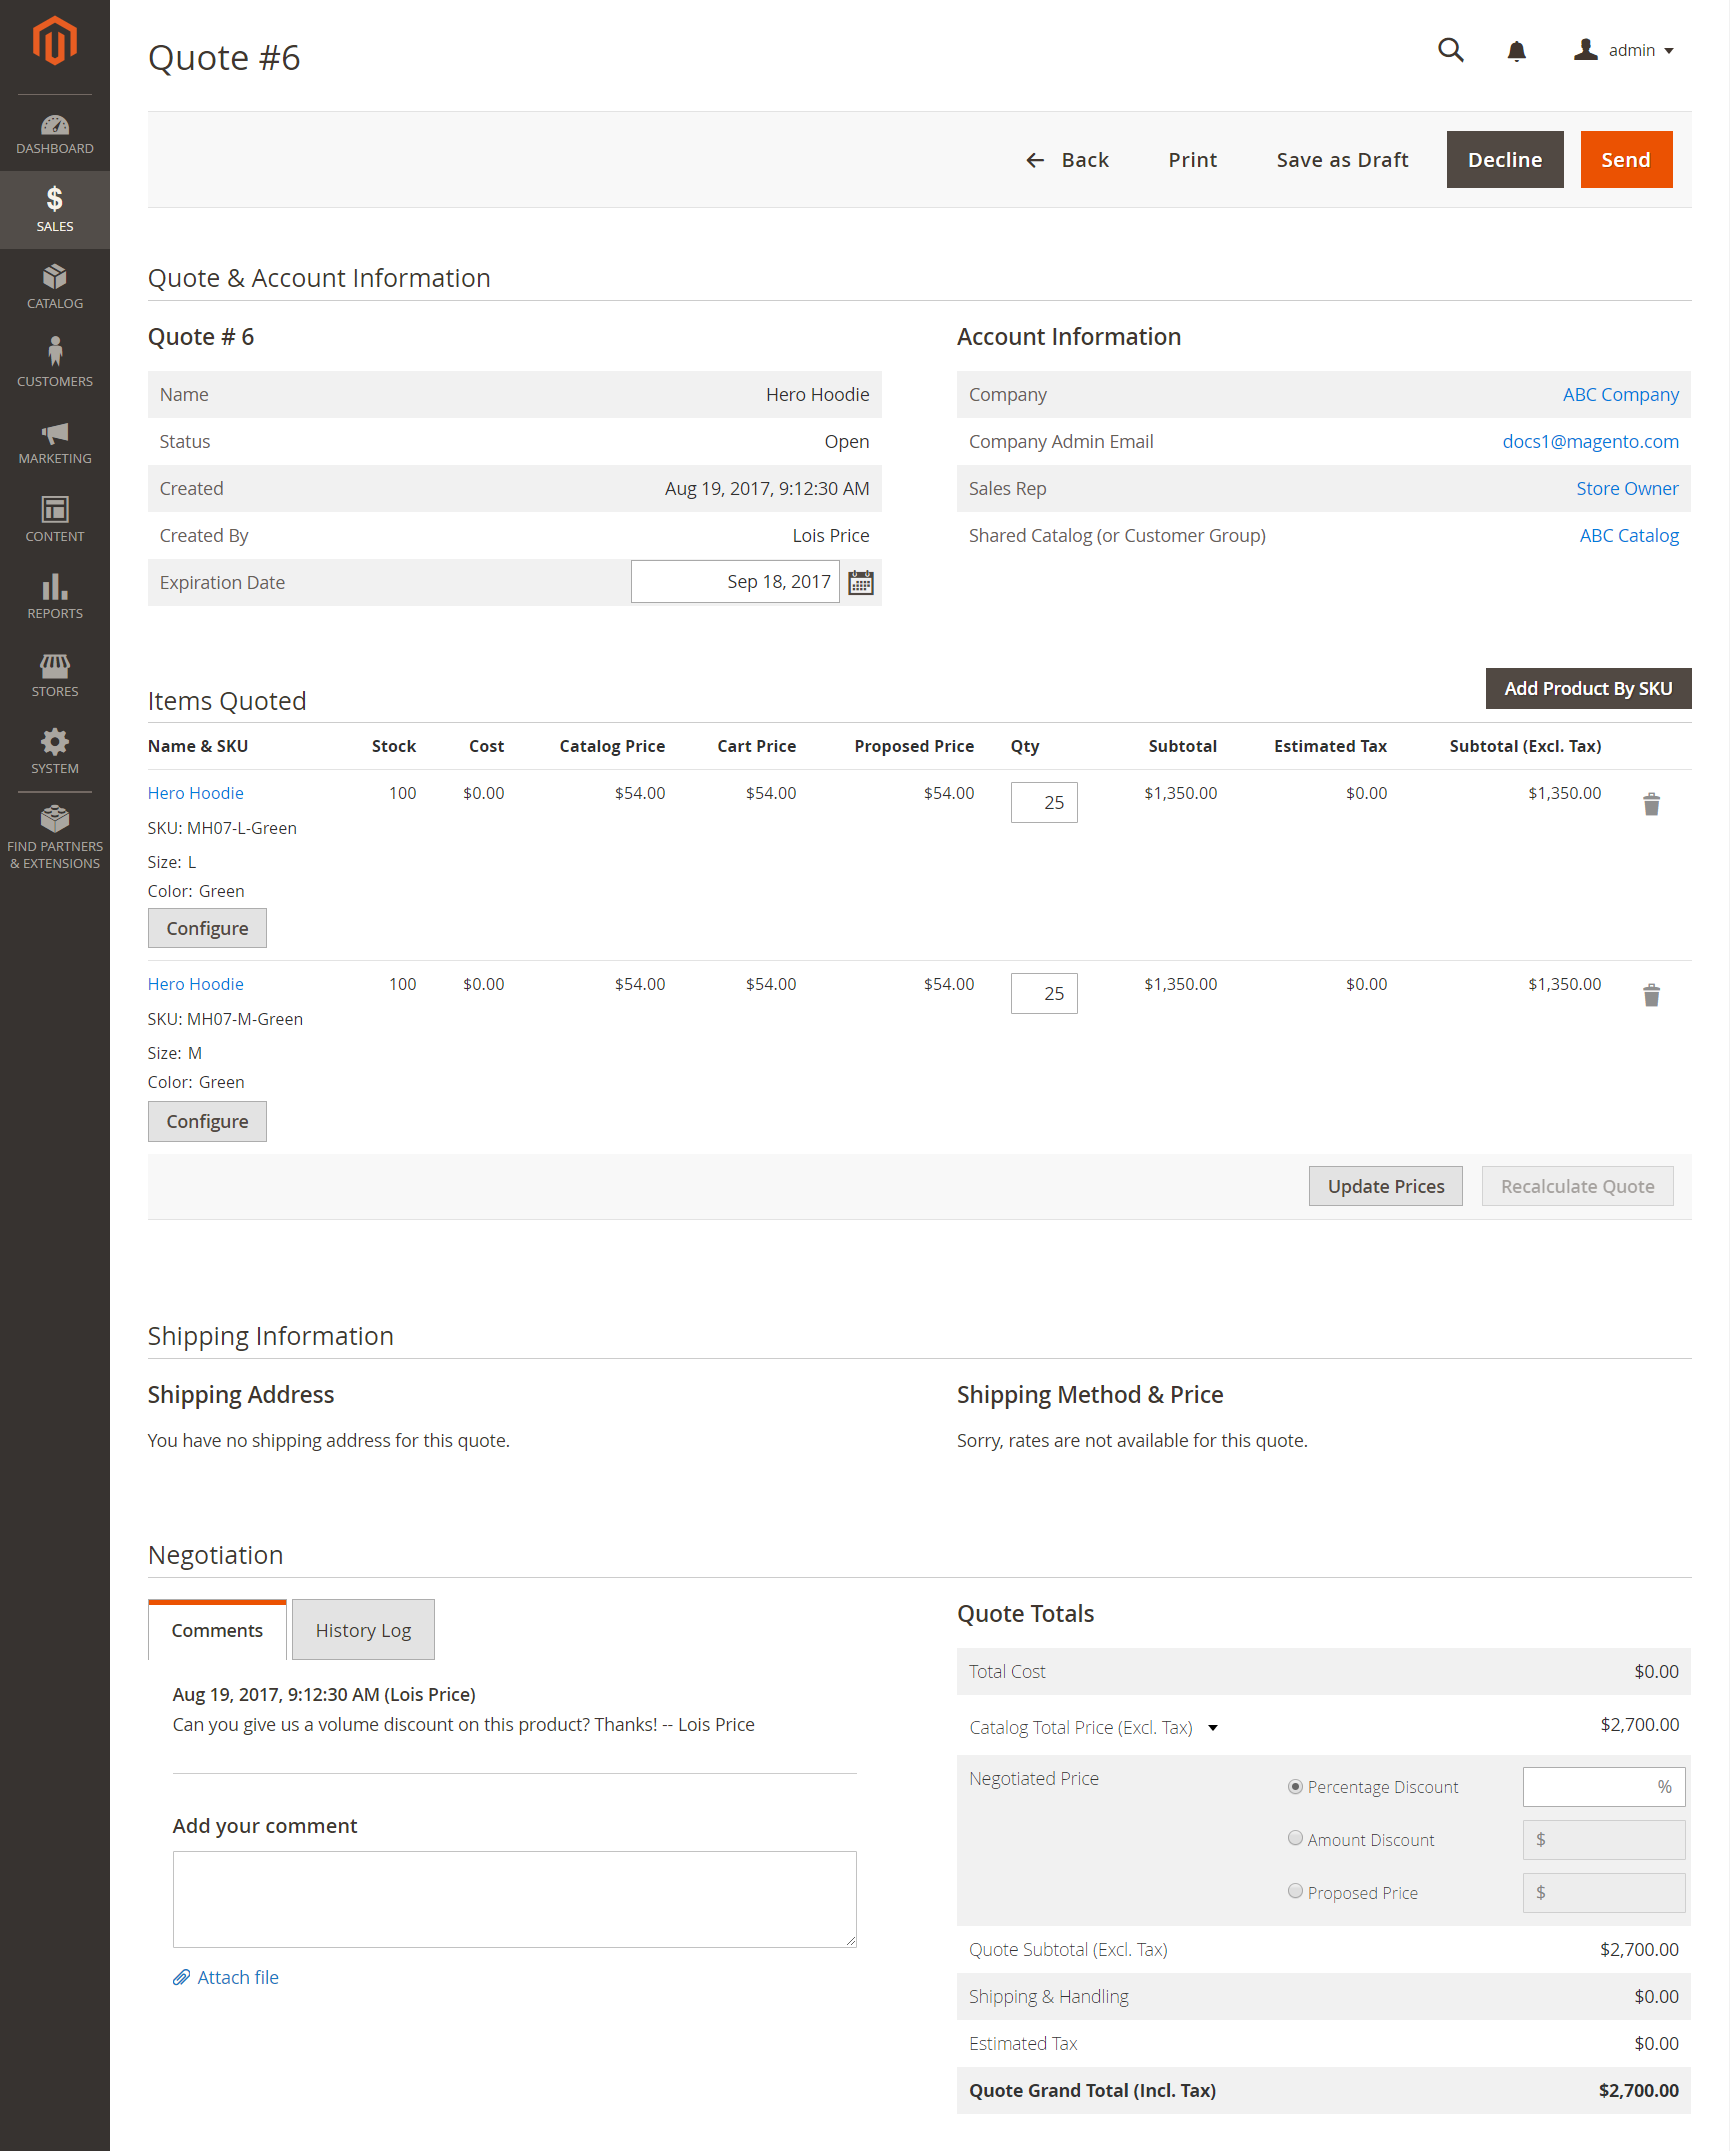 Quote #6
admin
DASHBOARD
SALES
CATALOG
CUSTOMERS
MARKETING
CONTENT
REPORTS
STORES
SYSTEM
FIND PARTNERS
& EXTENSIONS
Back Print Save as Draft Decline Send
Quote & Account Information
Quote # 6
Name Hero Hoodie
Status Open
Created Aug 19, 2017, 9:12:30 AM
Created By Lois Price
Expiration Date Sep 18, 2017
Account Information
Company ABC Company
Company Admin Email docs1@magento.com
Sales Rep Store Owner
Shared Catalog (or Customer Group) ABC Catalog
Items Quoted Add Product By SKU
Name & SKU Stock Cost Catalog Price Cart Price Proposed Price Qty Subtotal Estimated Tax Subtotal (Excl. Tax)
Hero Hoodie 100 $0.00 $54.00 $54.00 $54.00 25 $1,350.00 $0.00 $1,350.00
SKU: MH07-L-Green
Size: L
Color: Green
Configure
Hero Hoodie 100 $0.00 $54.00 $54.00 $54.00 25 $1,350.00 $0.00 $1,350.00
SKU: MH07-M-Green
Size: M
Color: Green
Configure
Update Prices Recalculate Quote
Shipping Information
Shipping Address
You have no shipping address for this quote.
Shipping Method & Price
Sorry, rates are not available for this quote.
Negotiation
Comments History Log
Aug 19, 2017, 9:12:30 AM (Lois Price)
Can you give us a volume discount on this product? Thanks! -- Lois Price
Add your comment
Attach file
Quote Totals
Total Cost $0.00
Catalog Total Price (Excl. Tax) $2,700.00
Negotiated Price Percentage Discount %
Amount Discount $
Proposed Price $
Quote Subtotal (Excl. Tax) $2,700.00
Shipping & Handling $0.00
Estimated Tax $0.00
Quote Grand Total (Incl. Tax) $2,700.00